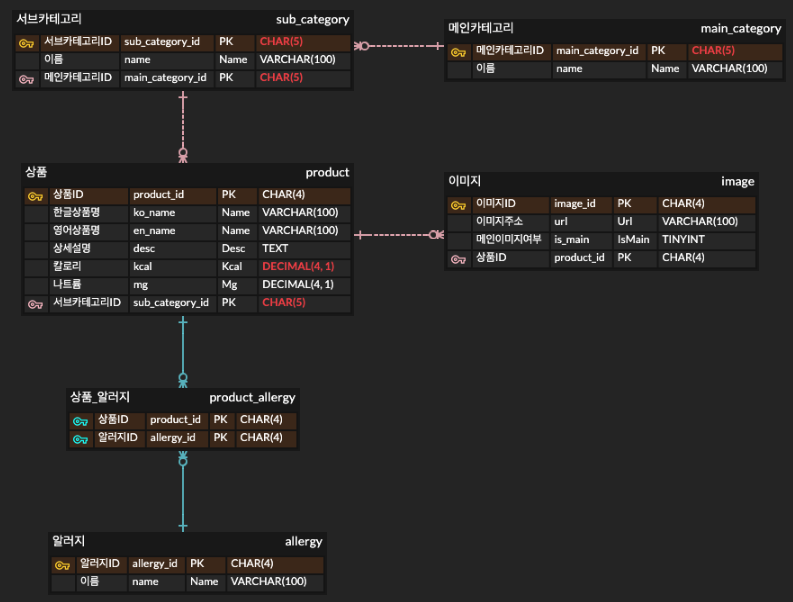 서브카테고리 sub_category
서브카테고리ID sub_category_id PK CHAR(5)
이름 name Name VARCHAR(100)
메인카테고리ID main_category_id PK CHAR(5)
메인카테고리 main_category
메인카테고리ID main_category_id PK CHAR(5)
이름 name Name VARCHAR(100)
상품 product
상품ID product_id PK CHAR(4)
한글상품명 ko_name Name VARCHAR(100)
영어상품명 en_name Name VARCHAR(100)
상세설명 desc Desc TEXT
칼로리 kcal Kcal DECIMAL(4, 1)
나트륨 mg Mg DECIMAL(4, 1)
서브카테고리ID sub_category_id PK CHAR(5)
이미지 image
이미지ID image_id PK CHAR(4)
이미지주소 url Url VARCHAR(100)
메인이미지여부 is_main IsMain TINYINT
상품ID product_id PK CHAR(4)
상품_알러지 product_allergy
상품ID product_id PK CHAR(4)
알러지ID allergy_id PK CHAR(4)
알러지 allergy
알러지ID allergy_id PK CHAR(4)
이름 name Name VARCHAR(100)